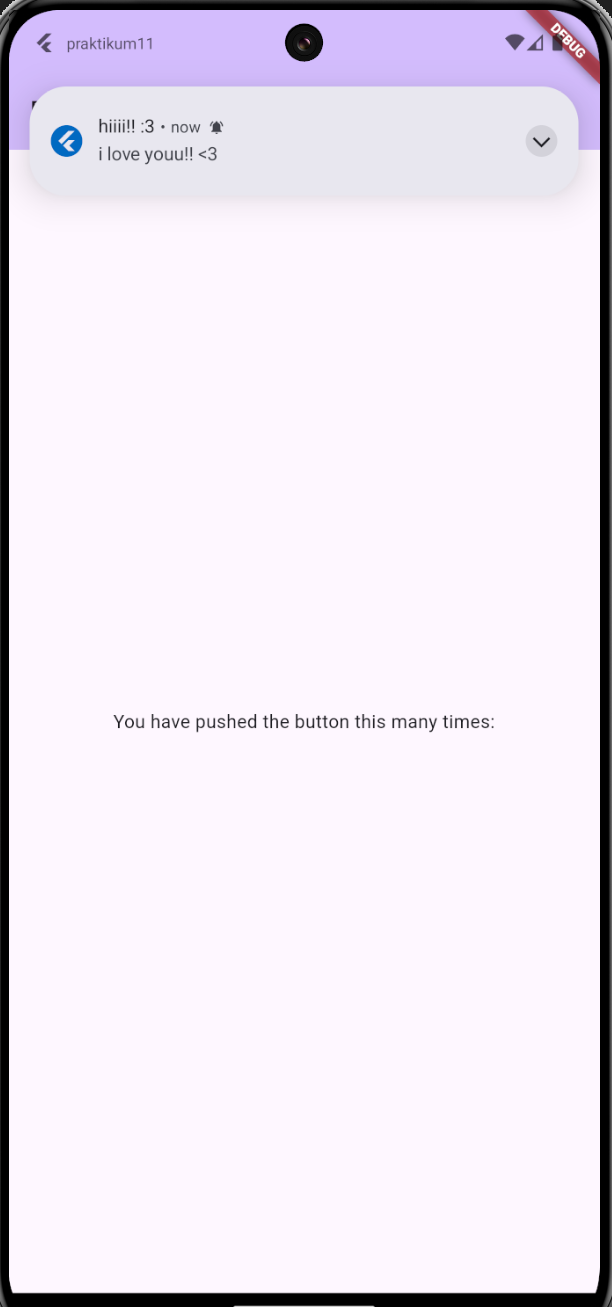 praktikum11
DEBUG
hiiii!! :3 • now
i love youu!! <3
You have pushed the button this many times: